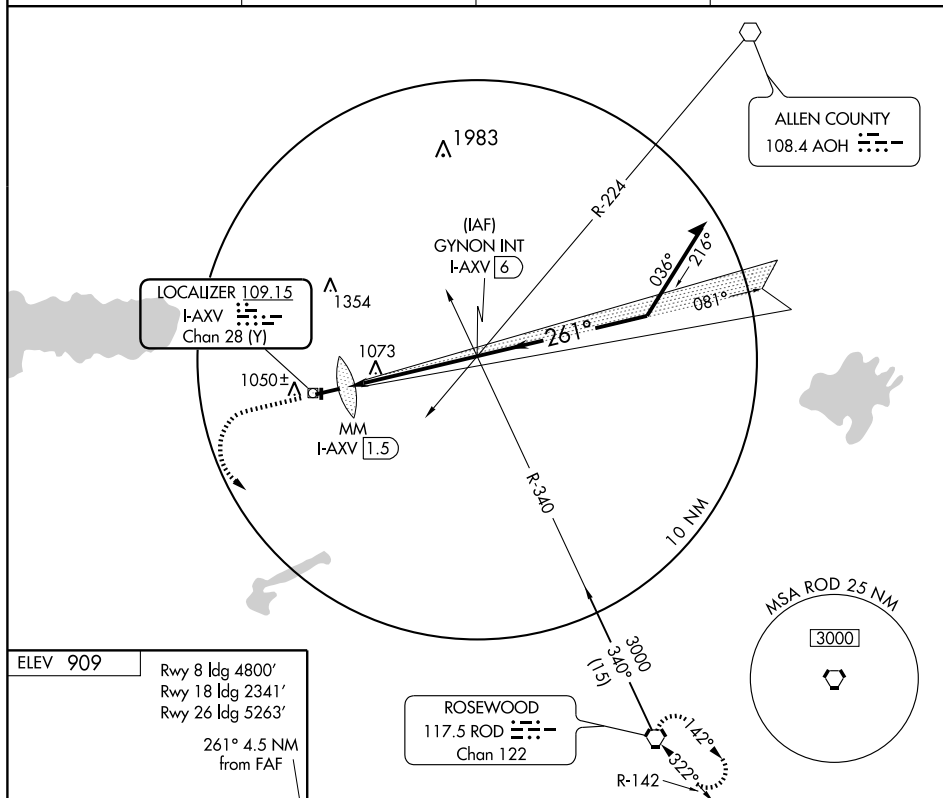 1983
ALLEN COUNTY
108.4 AOH
R-224
(IAF)
GYNON INT
I-AXV 6
036°
216°
LOCALIZER 109.15
I-AXV
Chan 28 (Y)
1354
081°
261°
1073
1050±
MM
I-AXV 1.5
R-340
10 NM
MSA ROD 25 NM
3000
3000
340°
(15)
ELEV 909
Rwy 8 ldg 4800'
Rwy 18 ldg 2341'
Rwy 26 ldg 5263'
261° 4.5 NM
from FAF
ROSEWOOD
117.5 ROD
Chan 122
142°
322°
R-142